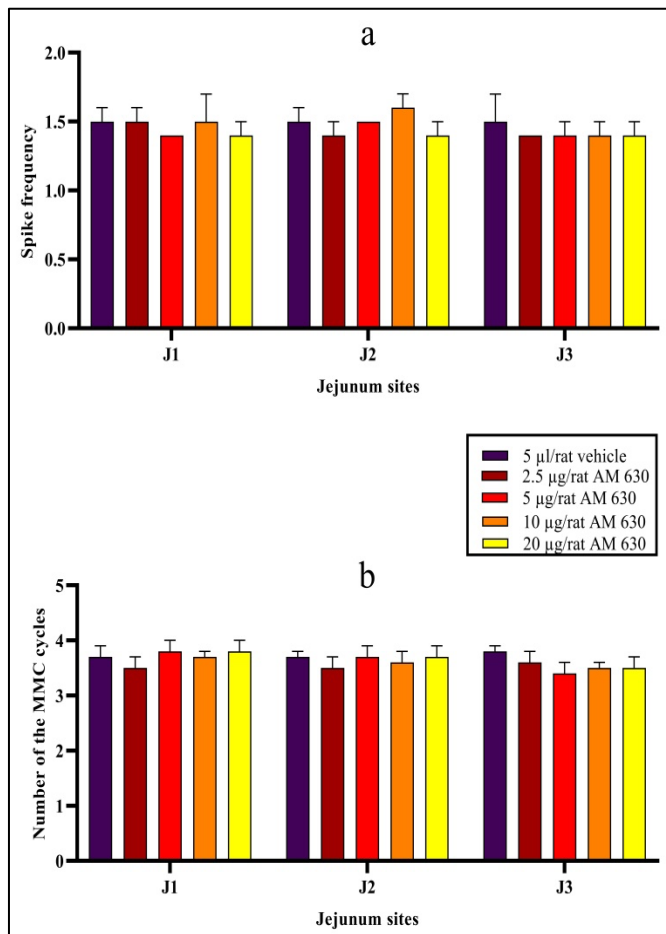 a
2.0
1.5
1.0
0.5
0.0
Spike frequency
J1 J2 J3
Jejunum sites
5 µl/rat vehicle
2.5 µg/rat AM 630
5 µg/rat AM 630
10 µg/rat AM 630
20 µg/rat AM 630
b
5
4
3
2
1
0
Number of the MMC cycles
J1 J2 J3
Jejunum sites